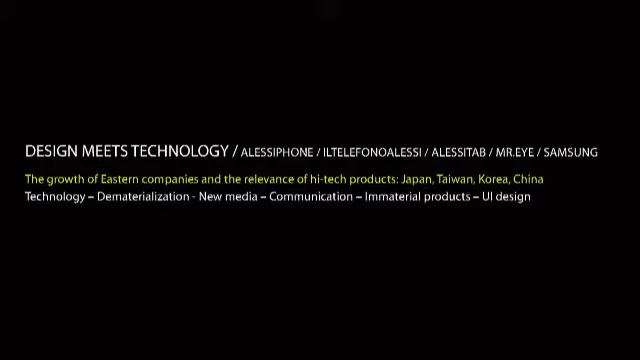 DESIGN MEETS TECHNOLOGY / ALESSIPHONE / ILTELEFONOALESSI / ALESSITAB / MR.EYE / SAMSUNG
The growth of Eastern companies and the relevance of hi-tech products: Japan, Taiwan, Korea, China
Technology – Dematerialization - New media – Communication – Immaterial products – UI design